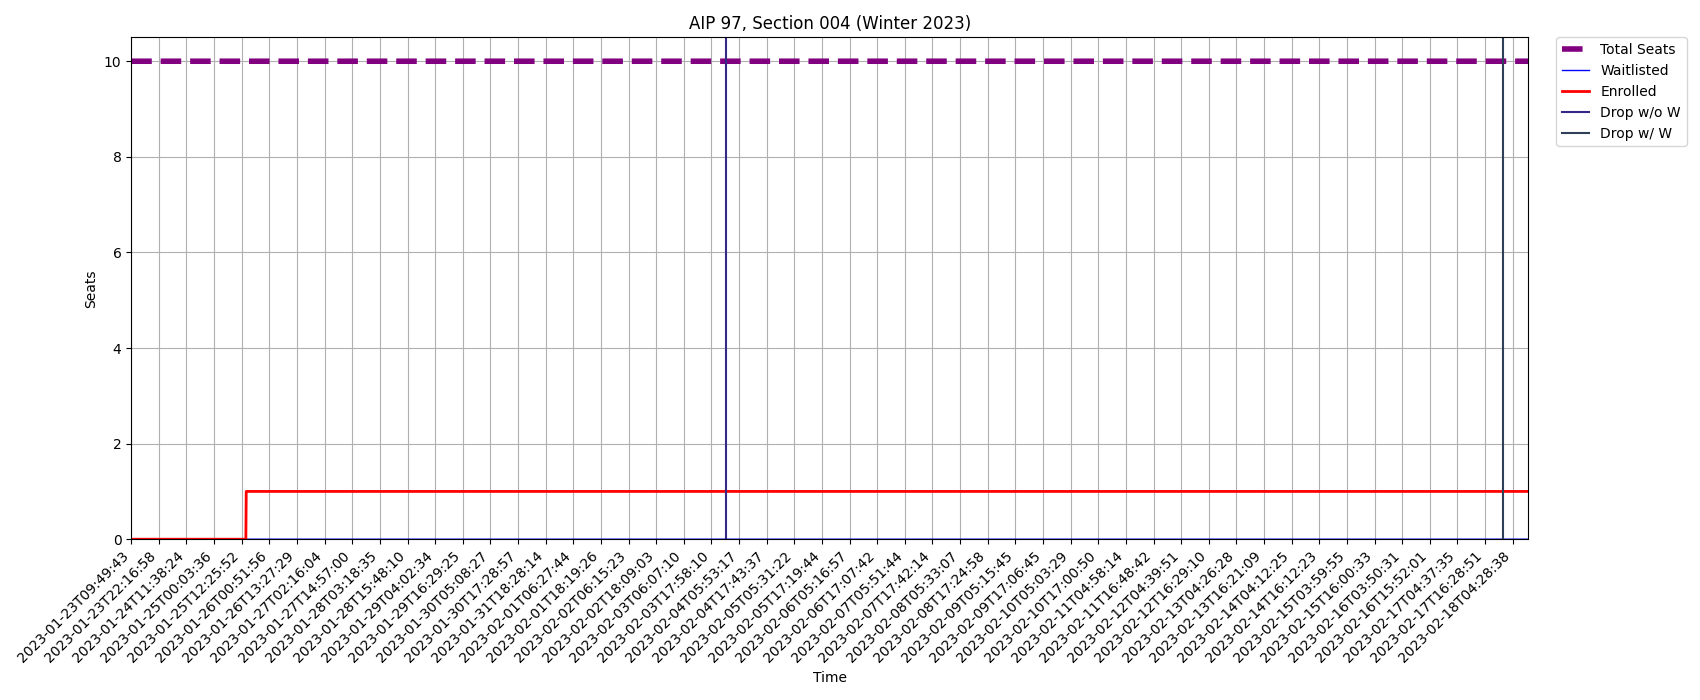 AIP 97, Section 004 (Winter 2023)
Total Seats
Waitlisted
Enrolled
Drop w/o W
Drop w/ W
Seats
10
8
6
4
2
0
2023-01-23T09:49:43
2023-01-23T22:16:58
2023-01-24T11:38:24
2023-01-25T00:03:36
2023-01-25T12:25:52
2023-01-26T00:51:56
2023-01-26T13:27:29
2023-01-27T02:16:04
2023-01-27T14:57:00
2023-01-28T03:18:35
2023-01-28T15:48:10
2023-01-29T04:02:34
2023-01-29T16:29:25
2023-01-30T05:08:27
2023-01-30T17:28:57
2023-01-31T18:28:14
2023-02-01T06:27:44
2023-02-01T18:19:26
2023-02-02T06:15:23
2023-02-02T18:09:03
2023-02-03T06:07:10
2023-02-03T17:58:10
2023-02-04T05:53:17
2023-02-04T17:43:37
2023-02-05T05:31:22
2023-02-05T17:19:44
2023-02-06T05:16:57
2023-02-06T17:07:42
2023-02-07T05:51:44
2023-02-07T17:42:14
2023-02-08T05:33:07
2023-02-08T17:24:58
2023-02-09T05:15:45
2023-02-09T17:06:45
2023-02-10T05:03:29
2023-02-10T17:00:50
2023-02-11T04:58:14
2023-02-11T16:48:42
2023-02-12T04:39:51
2023-02-12T16:29:10
2023-02-13T04:26:28
2023-02-13T16:21:09
2023-02-14T04:12:25
2023-02-14T16:12:23
2023-02-15T03:59:55
2023-02-15T16:00:33
2023-02-16T03:50:31
2023-02-16T15:52:01
2023-02-17T04:37:35
2023-02-17T16:28:51
2023-02-18T04:28:38
Time